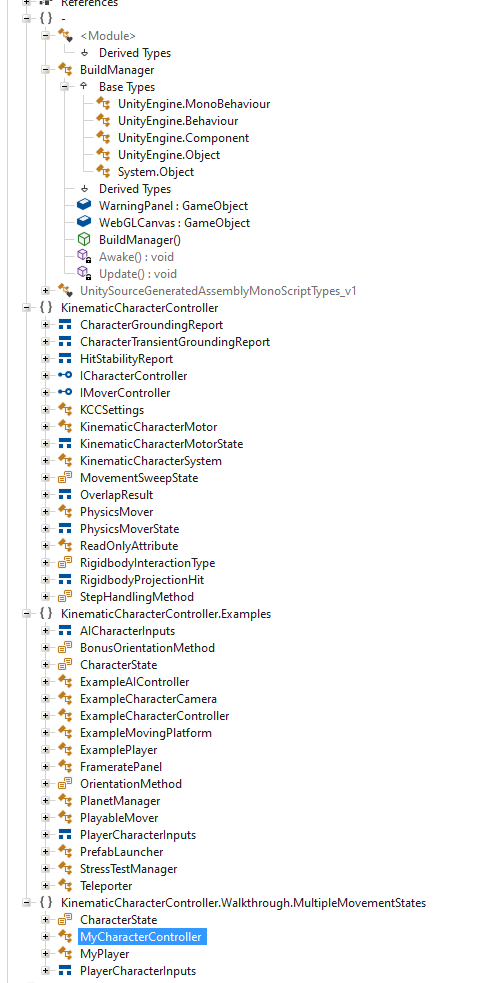 References
{ } -
<Module>
Derived Types
BuildManager
Base Types
UnityEngine.MonoBehaviour
UnityEngine.Behaviour
UnityEngine.Component
UnityEngine.Object
System.Object
Derived Types
WarningPanel : GameObject
WebGLCanvas : GameObject
BuildManager()
Awake() : void
Update() : void
UnitySourceGeneratedAssemblyMonoScriptTypes_v1
{ } KinematicCharacterController
CharacterGroundingReport
CharacterTransientGroundingReport
HitStabilityReport
ICharacterController
IMoverController
KCCSettings
KinematicCharacterMotor
KinematicCharacterMotorState
KinematicCharacterSystem
MovementSweepState
OverlapResult
PhysicsMover
PhysicsMoverState
ReadOnlyAttribute
RigidbodyInteractionType
RigidbodyProjectionHit
StepHandlingMethod
{ } KinematicCharacterController.Examples
AICharacterInputs
BonusOrientationMethod
CharacterState
ExampleAIController
ExampleCharacterCamera
ExampleCharacterController
ExampleMovingPlatform
ExamplePlayer
FrameratePanel
OrientationMethod
PlanetManager
PlayableMover
PlayerCharacterInputs
PrefabLauncher
StressTestManager
Teleporter
{ } KinematicCharacterController.Walkthrough.MultipleMovementStates
CharacterState
MyCharacterController
MyPlayer
PlayerCharacterInputs